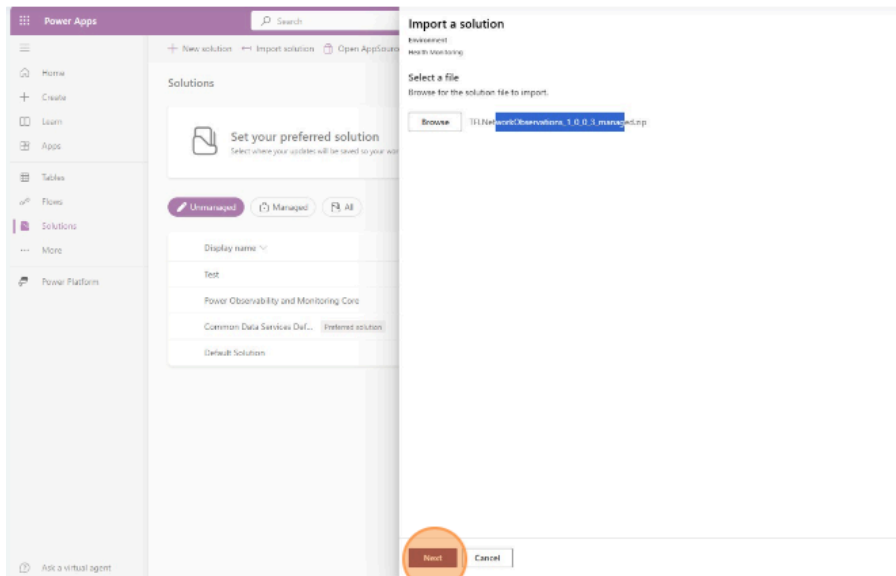 Power Apps
Search
New solution
Import solution
Open AppSource
Home
Create
Learn
Apps
Tables
Flows
Solutions
More
Power Platform
Ask a virtual agent
Solutions
Set your preferred solution
Select where your updates will be saved so your wor
Unmanaged
Managed
All
Display name
Test
Power Observability and Monitoring Core
Common Data Services Def... Preferred solution
Default Solution
Import a solution
Environment
Health Monitoring
Select a file
Browse for the solution file to import.
Browse
TFLNetworkObservations_1_0_0_3_managed.zip
Next
Cancel